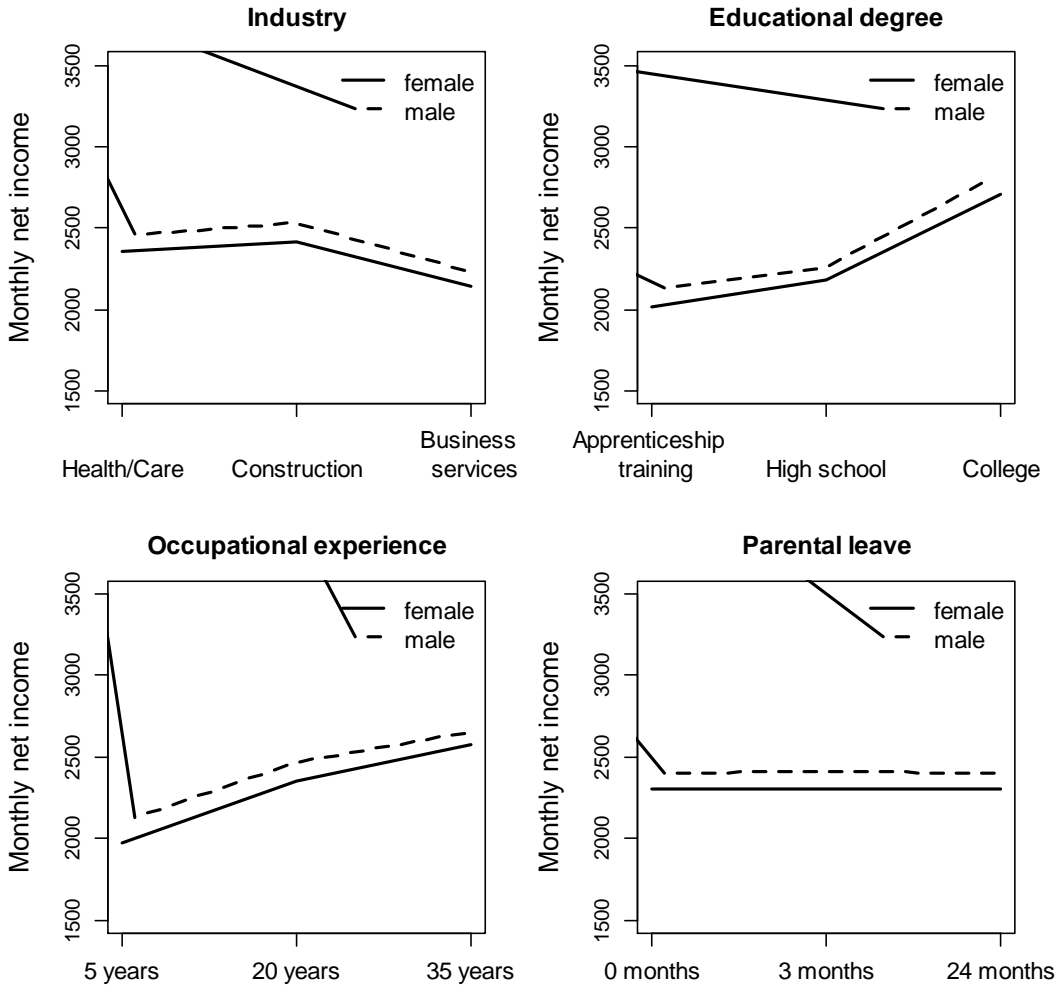 Industry
Monthly net income
3500
3000
2500
2000
1500
female
male
Health/Care
Construction
Business
services
Educational degree
Monthly net income
3500
3000
2500
2000
1500
female
male
Apprenticeship
training
High school
College
Occupational experience
Monthly net income
3500
3000
2500
2000
1500
female
male
5 years
20 years
35 years
Parental leave
Monthly net income
3500
3000
2500
2000
1500
female
male
0 months
3 months
24 months